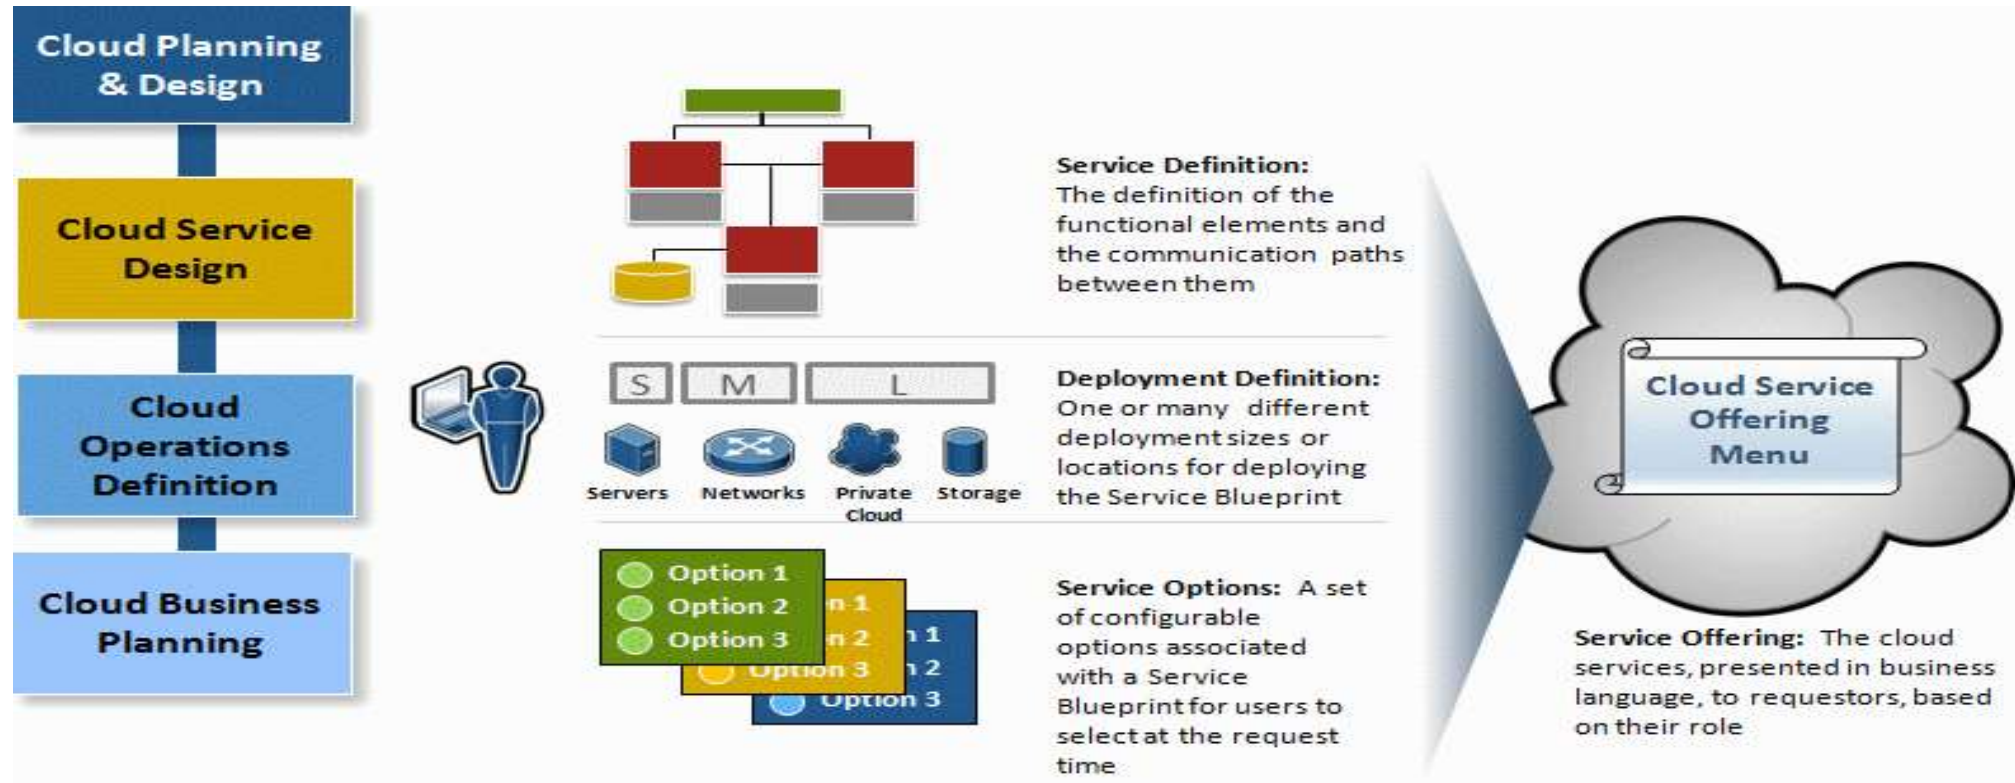 Cloud Planning
& Design
Cloud Service
Design
Cloud
Operations
Definition
Cloud Business
Planning
Service Definition:
The definition of the
functional elements and
the communication paths
between them
S
M
L
Servers
Networks
Private
Cloud
Storage
Deployment Definition:
One or many different
deployment sizes or
locations for deploying
the Service Blueprint
Option 1
Option 2
Option 3
n 1
n 2
Option 3
n 1
n 2
Option 3
Service Options: A set
of configurable
options associated
with a Service
Blueprint for users to
select at the request
time
Cloud Service
Offering
Menu
Service Offering: The cloud
services, presented in business
language, to requestors, based
on their role